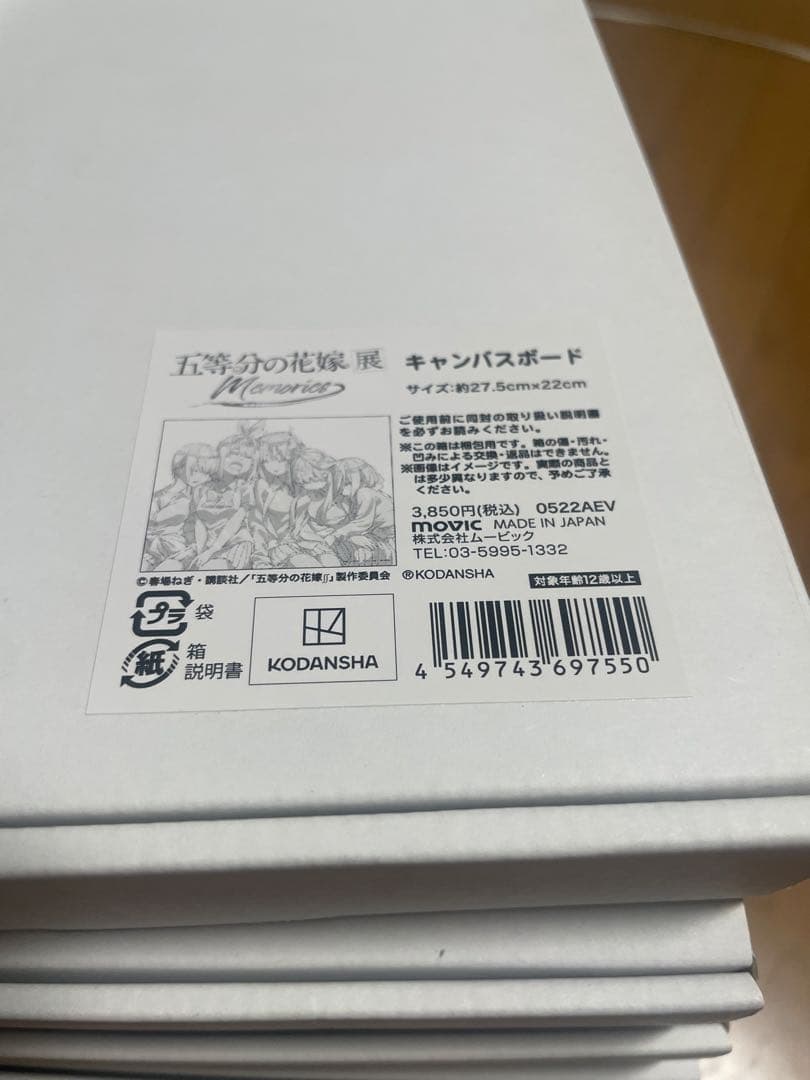 五等分の花嫁展
Memories
キャンバスボード
サイズ:約27.5cm×22cm
ご使用前に同封の取り扱い説明書
を必ずお読みください。
※この箱は梱包用です。箱の傷・汚れ・
凹みによる交換・返品はできません。
※画像はイメージです。実際の商品と
は多少異なりますので、予めご了承
ください。
3,850円(税込) 0522AEV
movic MADE IN JAPAN
株式会社ムービック
TEL:03-5995-1332
©春場ねぎ・講談社/「五等分の花嫁∬」製作委員会 ®KODANSHA
対象年齢12歳以上
プラ 袋
紙 箱
説明書
KODANSHA
4 549743 697550